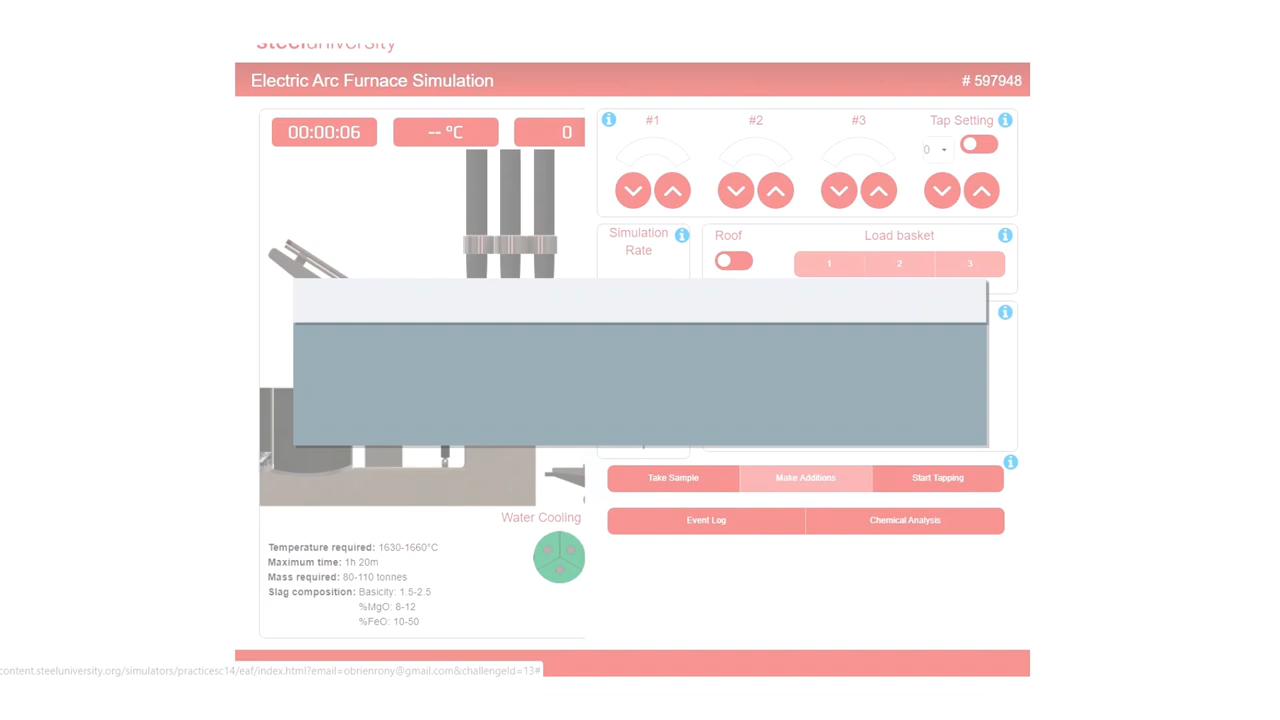 steeluniversity
Electric Arc Furnace Simulation
# 597948
00:00:06
-- ºC
0
#1
#2
#3
Tap Setting
0
Simulation
Rate
Roof
Load basket
1
2
3
Take Sample
Make Additions
Start Tapping
Event Log
Chemical Analysis
Water Cooling
Temperature required: 1630-1660°C
Maximum time: 1h 20m
Mass required: 80-110 tonnes
Slag composition: Basicity: 1.5-2.5
%MgO: 8-12
%FeO: 10-50
content.steeluniversity.org/simulators/practicesc14/eaf/index.html?email=obrienrony@gmail.com&challengeId=13#